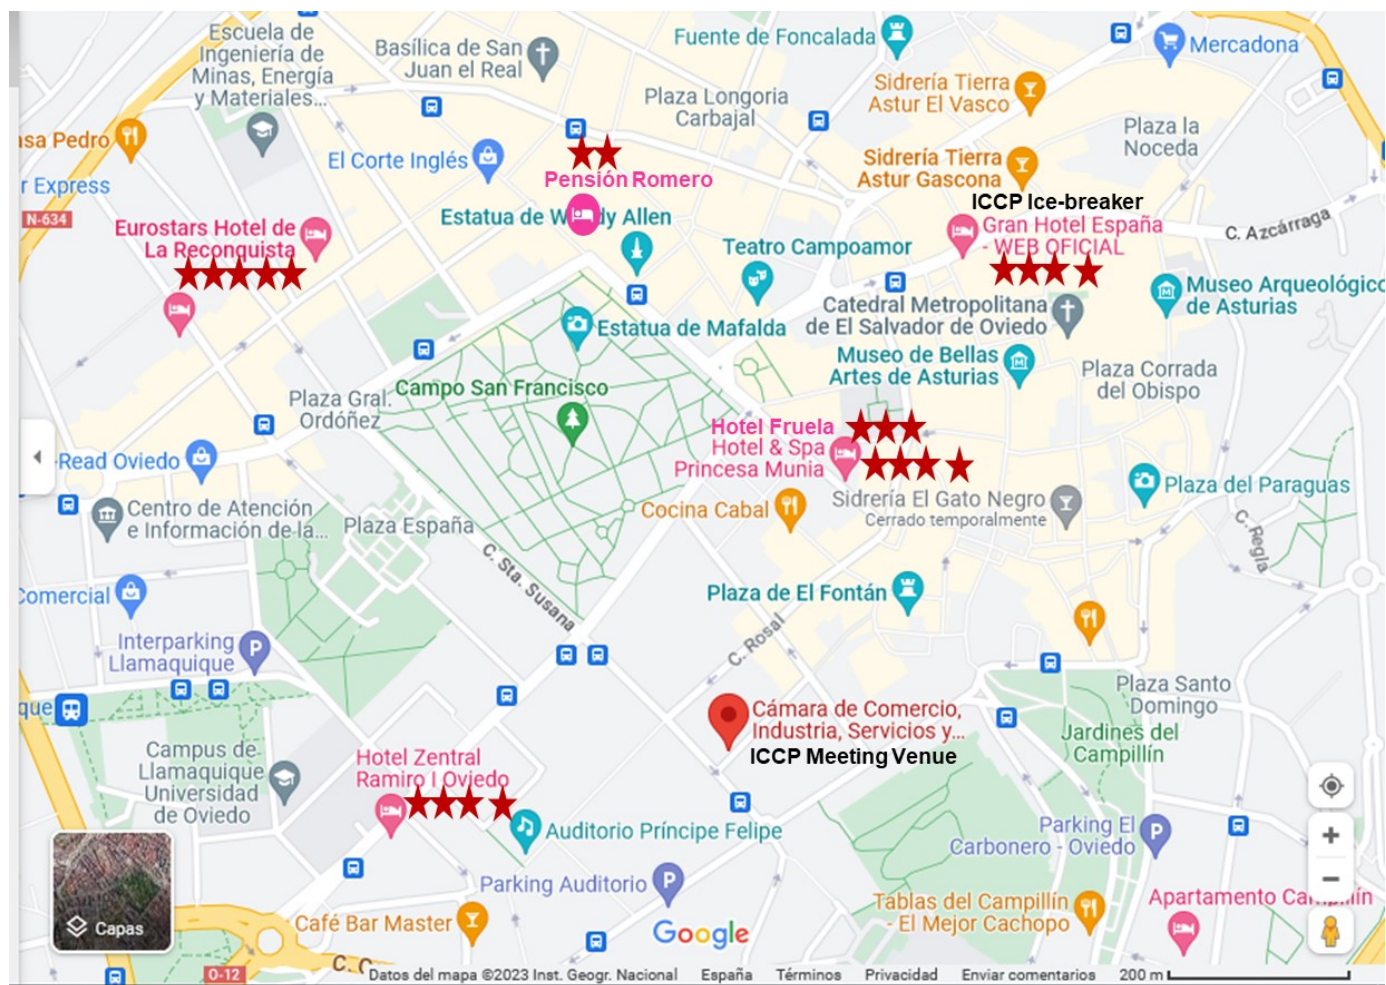 Escuela de
Ingeniería de
Minas, Energía
y Materiales...
Basílica de San
Juan el Real
Fuente de Foncalada
Mercadona
Sidrería Tierra
Astur El Vasco
Plaza Longoria
Carbajal
Plaza la
Noceda
asa Pedro
El Corte Inglés
Sidrería Tierra
Astur Gascona
r Express
Pensión Romero
ICCP Ice-breaker
N-634
Eurostars Hotel de
La Reconquista
Estatua de W dy Allen
Gran Hotel España
- WEB OFICIAL
C. Azcárraga
Teatro Campoamor
Museo Arqueológico
de Asturias
Catedral Metropolitana
de El Salvador de Oviedo
Estatua de Mafalda
Museo de Bellas
Artes de Asturias
Plaza Corrada
del Obispo
Campo San Francisco
Plaza Gral.
Ordóñez
Hotel Fruela
Hotel & Spa
Princesa Munia
-Read Oviedo
Plaza del Paraguas
Sidrería El Gato Negro
Cerrado temporalmente
Cocina Cabal
Centro de Atención
e Información de la...
Plaza España
C. Regla
C. Sta. Susana
Comercial
Plaza de El Fontán
Interparking
Llamaquique
P
C. Rosal
Plaza Santo
Domingo
que
Cámara de Comercio,
Industria, Servicios y...
ICCP Meeting Venue
Jardines del
Campillín
Campus de
Llamaquique
Universidad
de Oviedo
Hotel Zentral
Ramiro I Oviedo
Auditorio Príncipe Felipe
Parking El
Carbonero - Oviedo
P
Parking Auditorio
P
Tablas del Campillín
- El Mejor Cachopo
Apartamento Cam llín
Café Bar Master
Capas
Google
O-12
C. C
Datos del mapa ©2023 Inst. Geogr. Nacional España Términos Privacidad Enviar comentarios 200 m